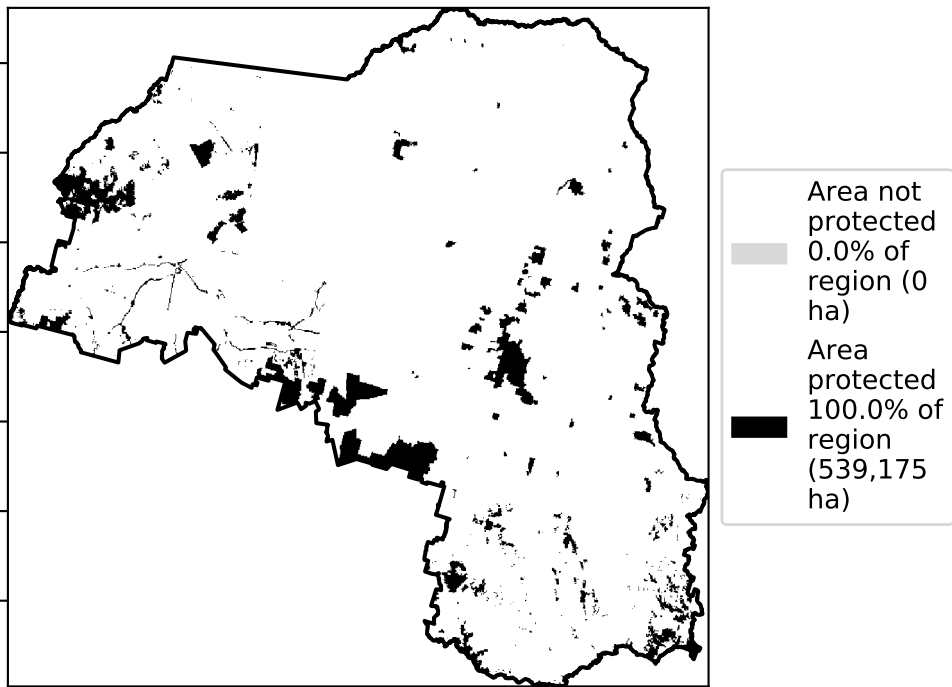 Area not
protected
0.0% of
region (0
ha)
Area
protected
100.0% of
region
(539,175
ha)